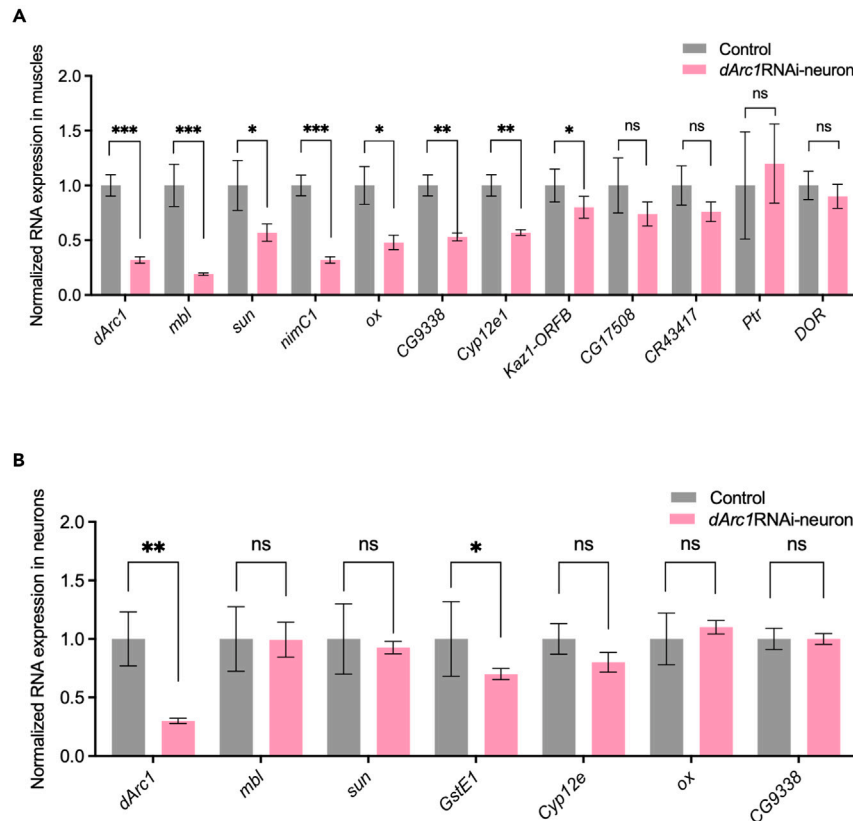 A
Control
dArc1RNAi-neuron
Normalized RNA expression in muscles
2.0
1.5
1.0
0.5
0.0
*** *** * *** * ** ** * ns ns ns ns
dArc1 mbl sun nimC1 ox CG9338 Cyp12e1 Kaz1-ORFB CG17508 CR43417 Ptr DOR
B
Control
dArc1RNAi-neuron
Normalized RNA expression in neurons
2.0
1.5
1.0
0.5
0.0
** ns ns * ns ns ns
dArc1 mbl sun GstE1 Cyp12e ox CG9338